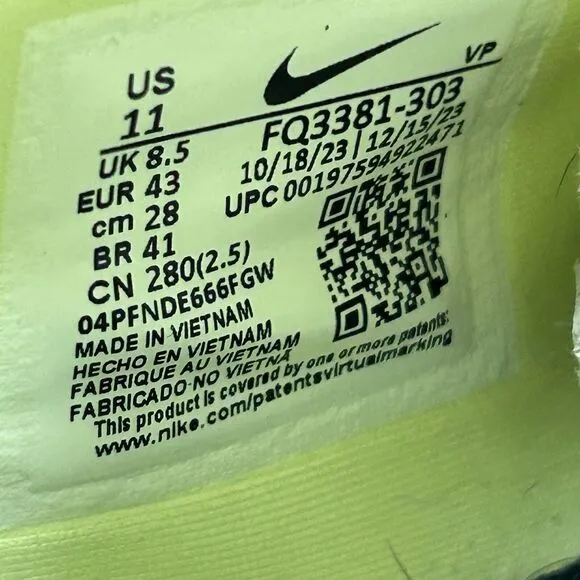 US
11
VP
FQ3381-303
UK 8.5
10/18/23 | 12/15/23
EUR 43
UPC 00197594922471
cm 28
BR 41
CN 280(2.5)
04PFNDE666FGW
MADE IN VIETNAM
HECHO EN VIETNAM
FABRIQUE AU VIETNAM
FABRICADO NO VIETNÃ
This product is covered by one or more patents:
www.nike.com/patentsvirtualmarking